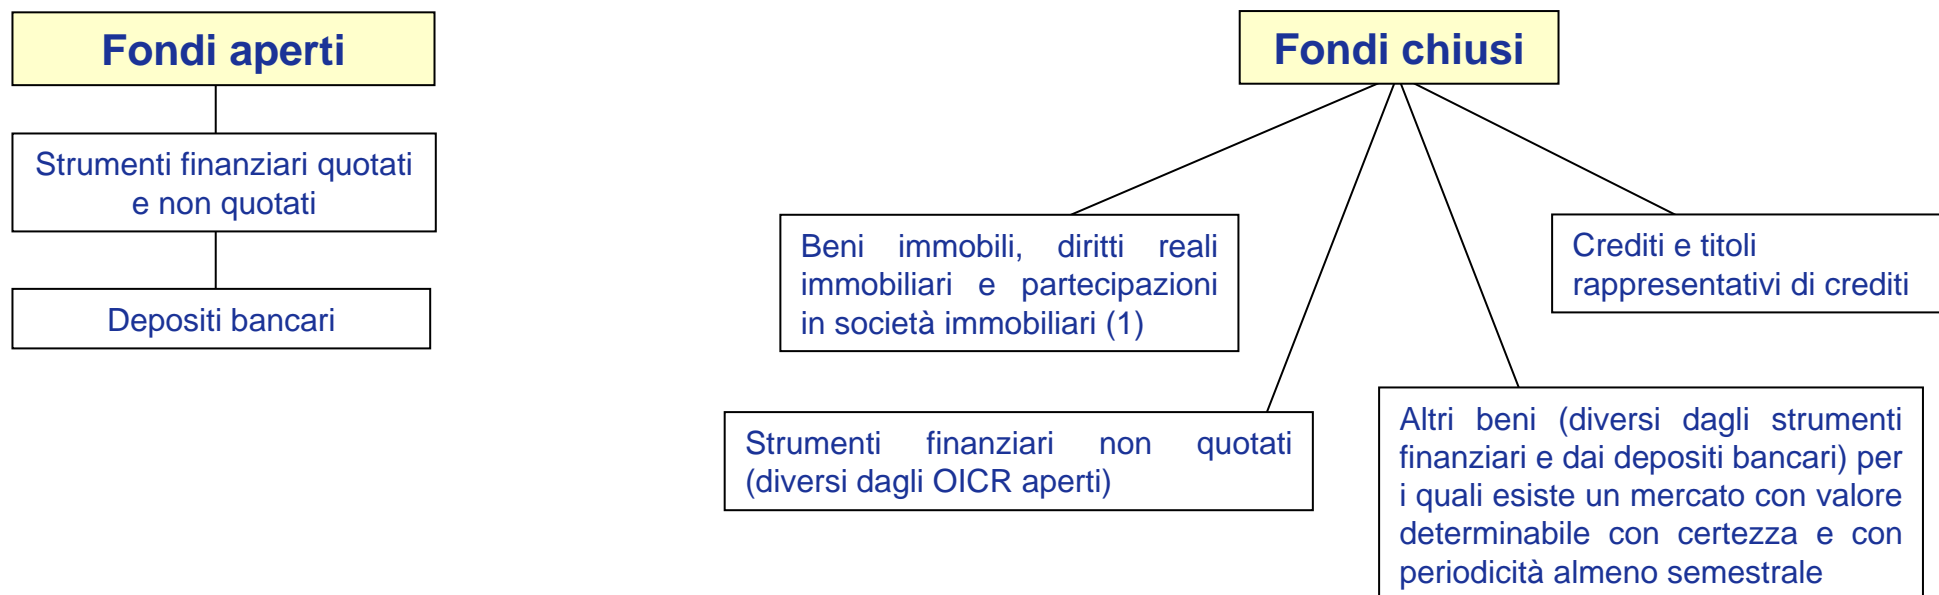 Fondi aperti
Strumenti finanziari quotati
e non quotati
Depositi bancari
Fondi chiusi
Beni immobili, diritti reali
immobiliari e partecipazioni
in società immobiliari (1)
Crediti e titoli
rappresentativi di crediti
Strumenti finanziari non quotati
(diversi dagli OICR aperti)
Altri beni (diversi dagli strumenti
finanziari e dai depositi bancari) per
i quali esiste un mercato con valore
determinabile con certezza e con
periodicità almeno semestrale